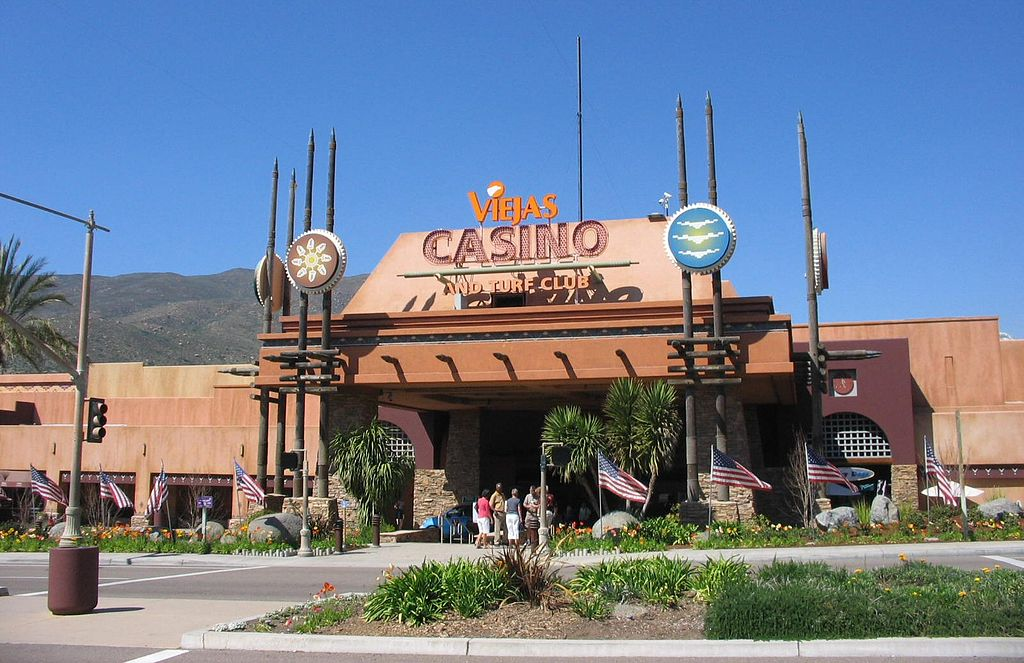 VIEJAS
CASINO
AND TURF CLUB